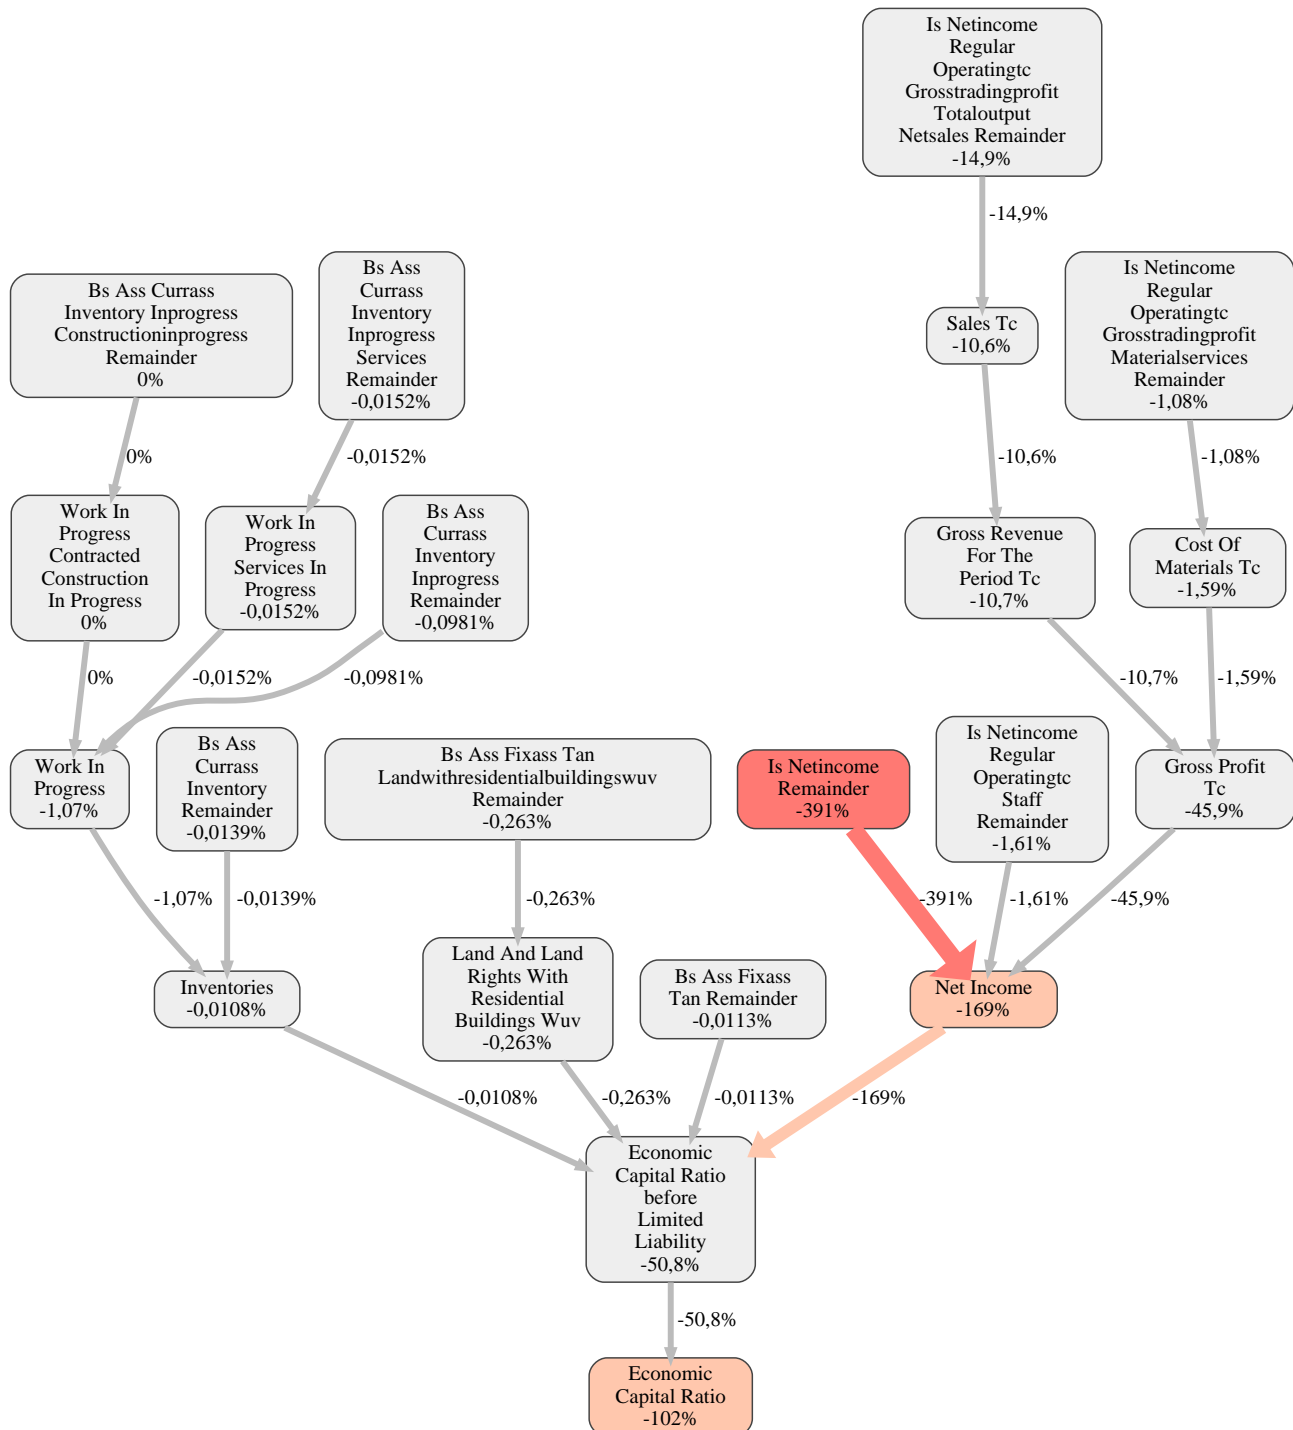 Is Netincome
Regular
Operatingtc
Grosstradingprofit
Totaloutput
Netsales Remainder
-14,9%
-14,9%
Bs Ass Currass
Inventory Inprogress
Constructioninprogress
Remainder
0%
Bs Ass
Currass
Inventory
Inprogress
Services
Remainder
-0,0152%
Sales Tc
-10,6%
Is Netincome
Regular
Operatingtc
Grosstradingprofit
Materialservices
Remainder
-1,08%
0%
-0,0152%
-10,6%
-1,08%
Work In
Progress
Contracted
Construction
In Progress
0%
Work In
Progress
Services In
Progress
-0,0152%
Bs Ass
Currass
Inventory
Inprogress
Remainder
-0,0981%
Gross Revenue
For The
Period Tc
-10,7%
Cost Of
Materials Tc
-1,59%
0%
-0,0152%
-0,0981%
-10,7%
-1,59%
Work In
Progress
-1,07%
Bs Ass
Currass
Inventory
Remainder
-0,0139%
Bs Ass Fixass Tan
Landwithresidentialbuildingswuv
Remainder
-0,263%
Is Netincome
Remainder
-391%
Is Netincome
Regular
Operatingtc
Staff
Remainder
-1,61%
Gross Profit
Tc
-45,9%
-1,07%
-0,0139%
-0,263%
-391%
-1,61%
-45,9%
Inventories
-0,0108%
Land And Land
Rights With
Residential
Buildings Wuv
-0,263%
Bs Ass Fixass
Tan Remainder
-0,0113%
Net Income
-169%
-0,0108%
-0,263%
-0,0113%
-169%
Economic
Capital Ratio
before
Limited
Liability
-50,8%
-50,8%
Economic
Capital Ratio
-102%